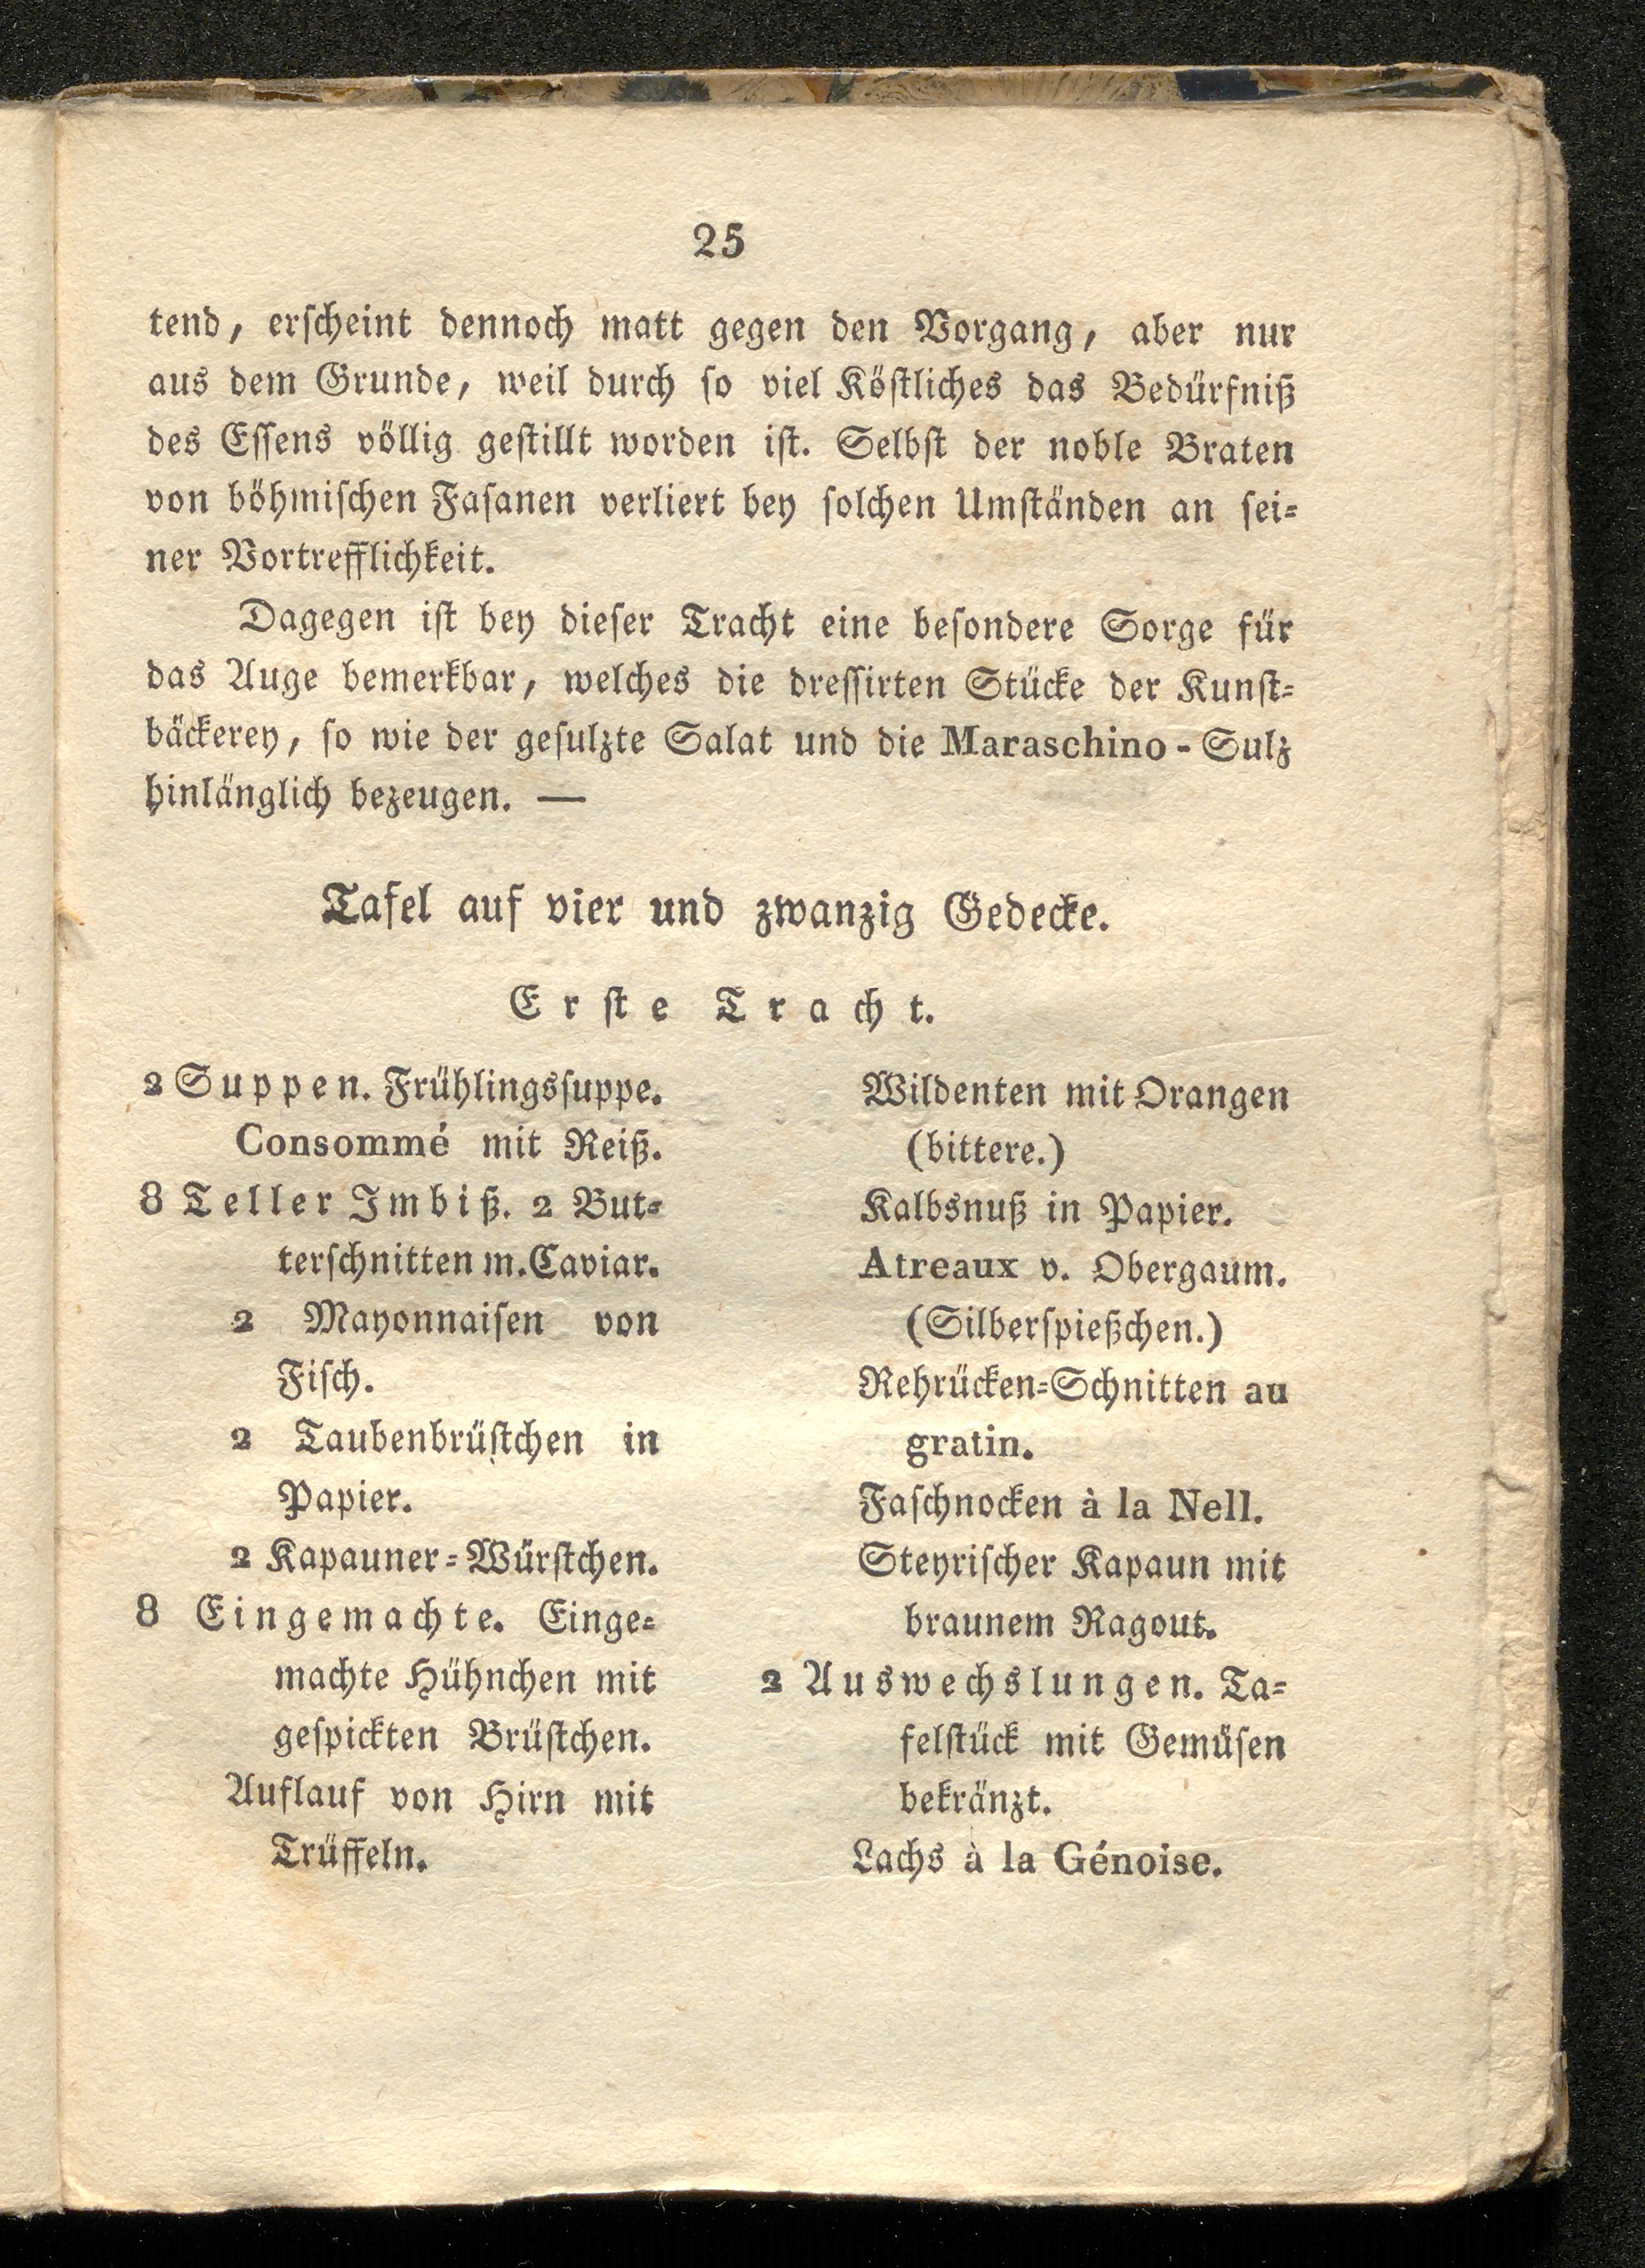 25
tend, erscheint dennoch matt gegen den Vorgang, aber nur
aus dem Grunde, weil durch so viel Köstliches das Bedürfniß
des Essens völlig gestillt worden ist. Selbst der noble Braten
von böhmischen Fasanen verliert bey solchen Umständen an sei-
ner Vortrefflichkeit.
Dagegen ist bey dieser Tracht eine besondere Sorge für
das Auge bemerkbar, welches die dressirten Stücke der Kunst-
bäckerey, so wie der gesulzte Salat und die Maraschino-Sulz
hinlänglich bezeugen. —
Tafel auf vier und zwanzig Gedecke.
Erste Tracht.
2 Suppen. Frühlingssuppe.
Consommé mit Reiß.
8 Teller Imbiß. 2 But-
terschnitten m. Caviar.
2 Mayonnaisen von
Fisch.
2 Taubenbrüstchen in
Papier.
2 Kapauner-Würstchen.
8 Eingemachte. Einge-
machte Hühnchen mit
gespickten Brüstchen.
Auflauf von Hirn mit
Trüffeln.
Wildenten mit Orangen
(bittere.)
Kalbsnuß in Papier.
Atreaux v. Obergaum.
(Silberspießchen.)
Rehrücken-Schnitten au
gratin.
Faschnocken à la Nell.
Steyrischer Kapaun mit
braunem Ragout.
2 Auswechslungen. Ta-
felstück mit Gemüsen
bekränzt.
Lachs à la Génoise.